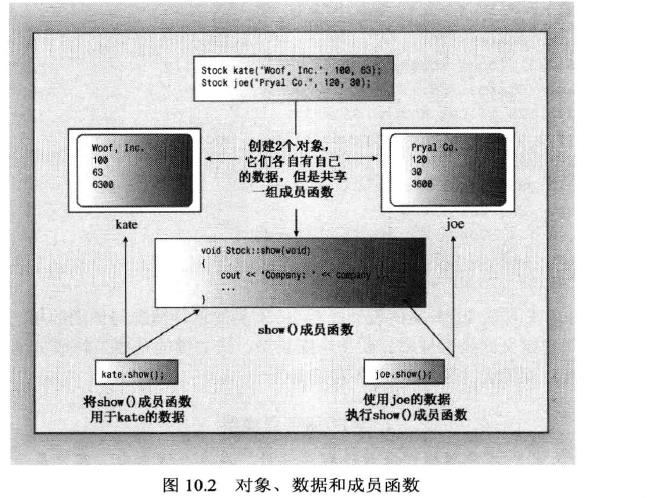 Stock kate("Woof, Inc.", 100, 63);
Stock joe("Pryal Co.", 120, 30);
Woof, Inc.
100
63
6300
kate
创建2个对象，
它们各自有自己
的数据，但是共享
一组成员函数
Pryal Co.
120
30
3600
joe
void Stock::show(void)
{
cout << "Company: " << company
...
}
show()成员函数
kate.show();
将show()成员函数
用于kate的数据
joe.show();
使用joe的数据
执行show()成员函数
图 10.2 对象、数据和成员函数